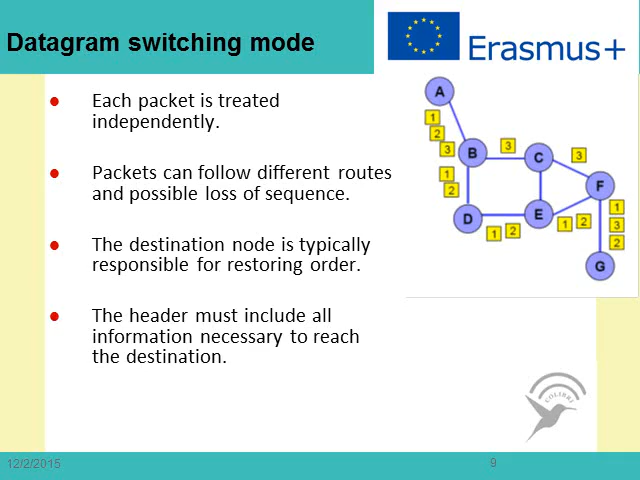 Datagram switching mode
Erasmus+
● Each packet is treated
independently.
● Packets can follow different routes
and possible loss of sequence.
● The destination node is typically
responsible for restoring order.
● The header must include all
information necessary to reach
the destination.
A
1
2
3
B
3
C
3
F
1
2
D
1 2
E
1 2
1
3
2
G
COLIBRI
12/2/2015
9